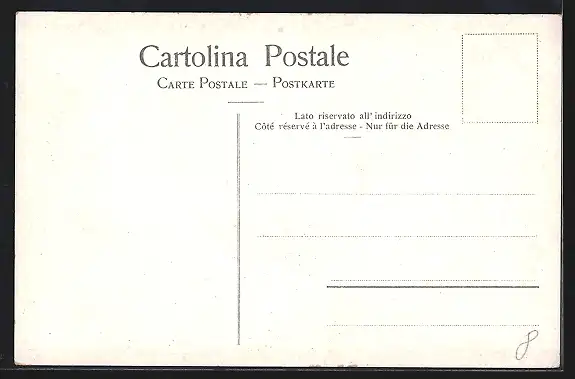 Cartolina Postale
CARTE POSTALE — POSTKARTE
Lato riservato all' indirizzo
Côté réservé à l'adresse - Nur für die Adresse
8